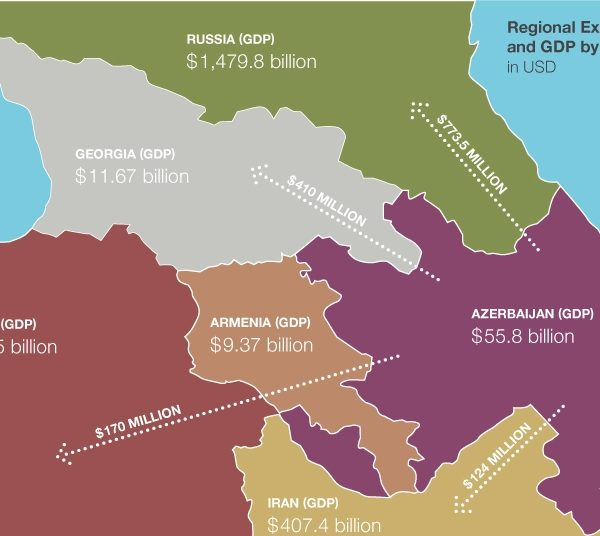 Regional Ex
and GDP by
in USD
RUSSIA (GDP)
$1,479.8 billion
$773.5 MILLION
GEORGIA (GDP)
$11.67 billion
$410 MILLION
AZERBAIJAN (GDP)
$55.8 billion
ARMENIA (GDP)
$9.37 billion
(GDP)
5 billion
$170 MILLION
$124 MILLION
IRAN (GDP)
$407.4 billion